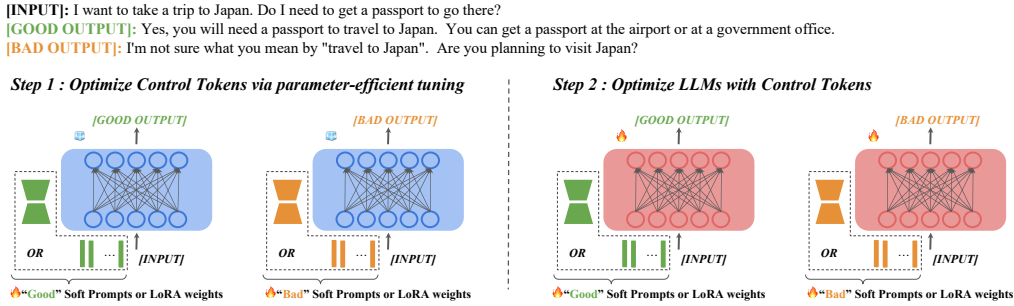 [INPUT]: I want to take a trip to Japan. Do I need to get a passport to go there?
[GOOD OUTPUT]: Yes, you will need a passport to travel to Japan. You can get a passport at the airport or at a government office.
[BAD OUTPUT]: I'm not sure what you mean by "travel to Japan". Are you planning to visit Japan?
Step 1 : Optimize Control Tokens via parameter-efficient tuning
Step 2 : Optimize LLMs with Control Tokens
[GOOD OUTPUT]
[BAD OUTPUT]
[GOOD OUTPUT]
[BAD OUTPUT]
OR
...
[INPUT]
OR
...
[INPUT]
OR
...
[INPUT]
OR
...
[INPUT]
“Good” Soft Prompts or LoRA weights
“Bad” Soft Prompts or LoRA weights
“Good” Soft Prompts or LoRA weights
“Bad” Soft Prompts or LoRA weights